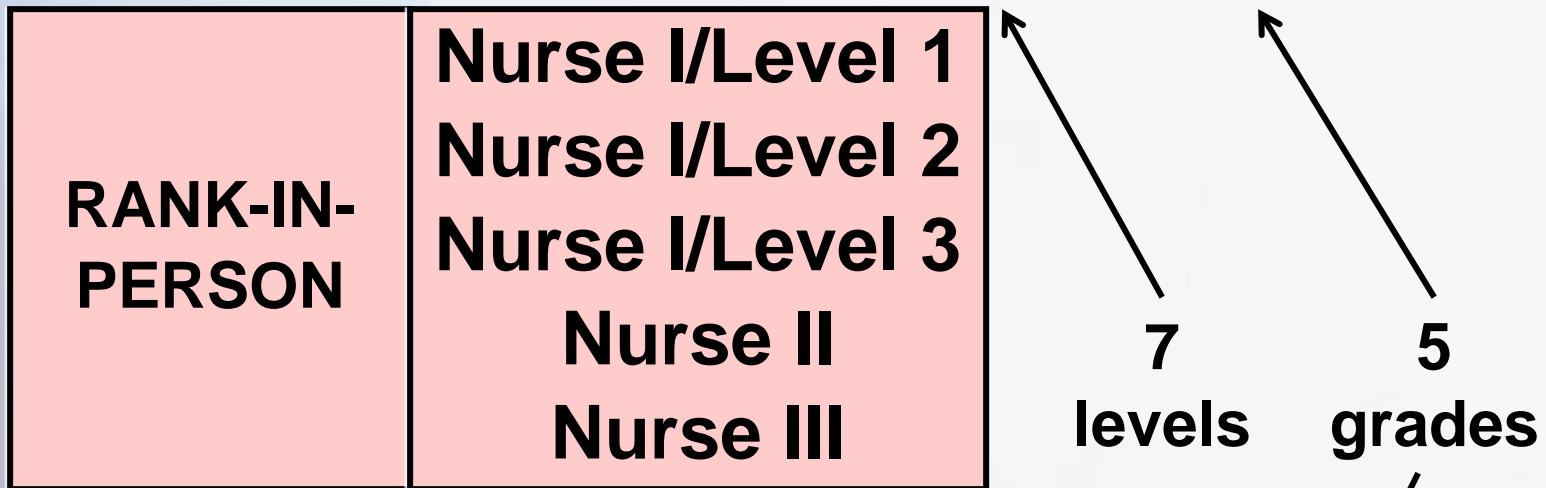 RANK-IN-
PERSON
Nurse I/Level 1
Nurse I/Level 2
Nurse I/Level 3
Nurse II
Nurse III
7
levels
5
grades